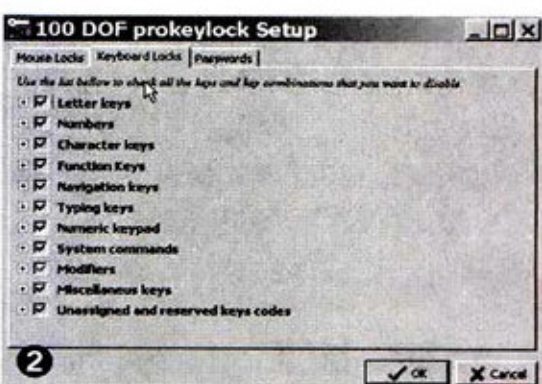 100 DOF prokeylock Setup
Mouse Locks Keyboard Locks Passwords
Use the list bellow to check all the keys and key combinations that you want to disable
Letter keys
Numbers
Character keys
Function Keys
Navigation keys
Typing keys
Numeric keypad
System commands
Modifiers
Miscellaneus keys
Unassigned and reserved keys codes
2
OK Cancel